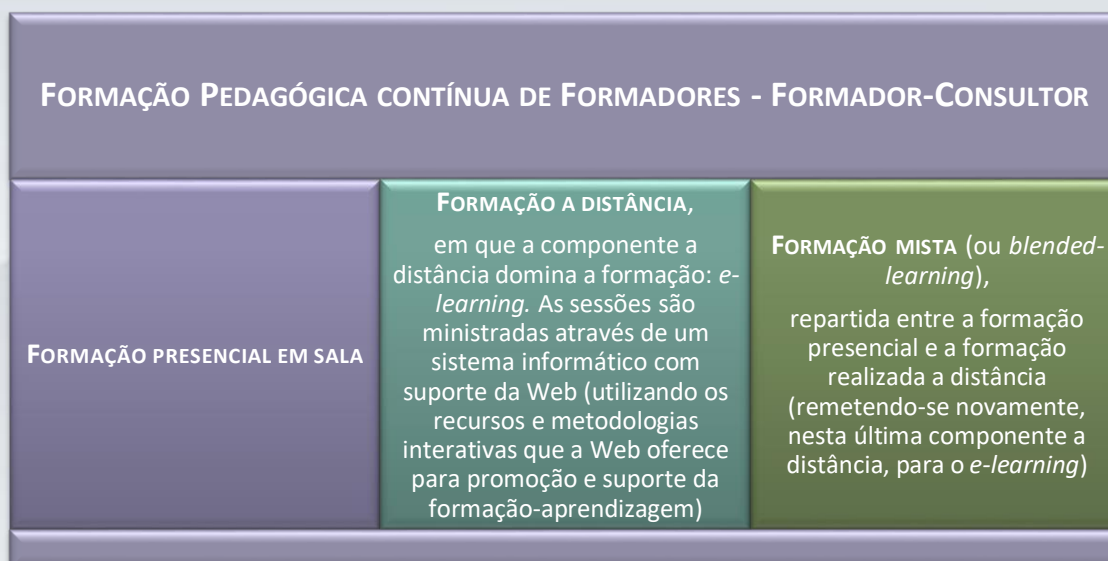 FORMAÇÃO PEDAGÓGICA CONTÍNUA DE FORMADORES - FORMADOR-CONSULTOR
FORMAÇÃO PRESENCIAL EM SALA
FORMAÇÃO A DISTÂNCIA,
em que a componente a
distância domina a formação: e-
learning. As sessões são
ministradas através de um
sistema informático com
suporte da Web (utilizando os
recursos e metodologias
interativas que a Web oferece
para promoção e suporte da
formação-aprendizagem)
FORMAÇÃO MISTA (ou blended-
learning),
repartida entre a formação
presencial e a formação
realizada a distância
(remetendo-se novamente,
nesta última componente a
distância, para o e-learning)